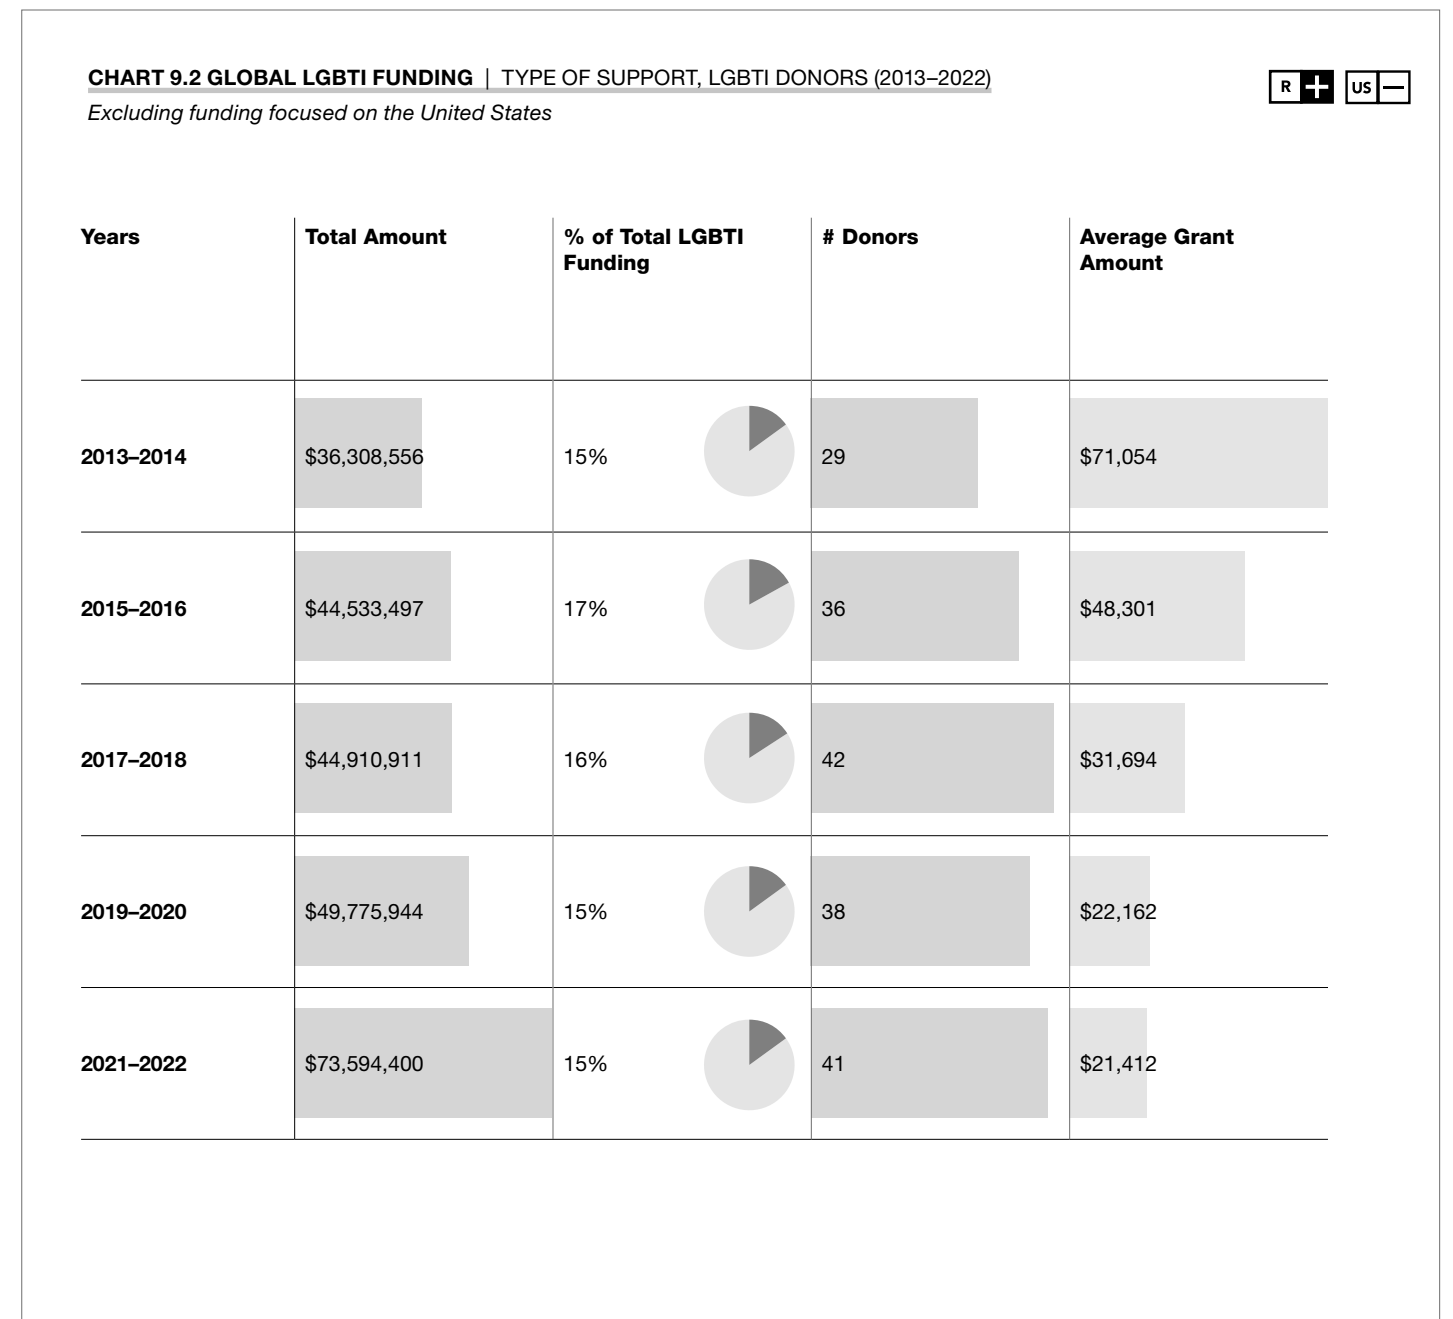 CHART 9.2 GLOBAL LGBTI FUNDING | TYPE OF SUPPORT, LGBTI DONORS (2013–2022)
R + US —
Excluding funding focused on the United States
Years Total Amount % of Total LGBTI # Donors Average Grant
Funding Amount
2013–2014 $36,308,556 15% 29 $71,054
2015–2016 $44,533,497 17% 36 $48,301
2017–2018 $44,910,911 16% 42 $31,694
2019–2020 $49,775,944 15% 38 $22,162
2021–2022 $73,594,400 15% 41 $21,412